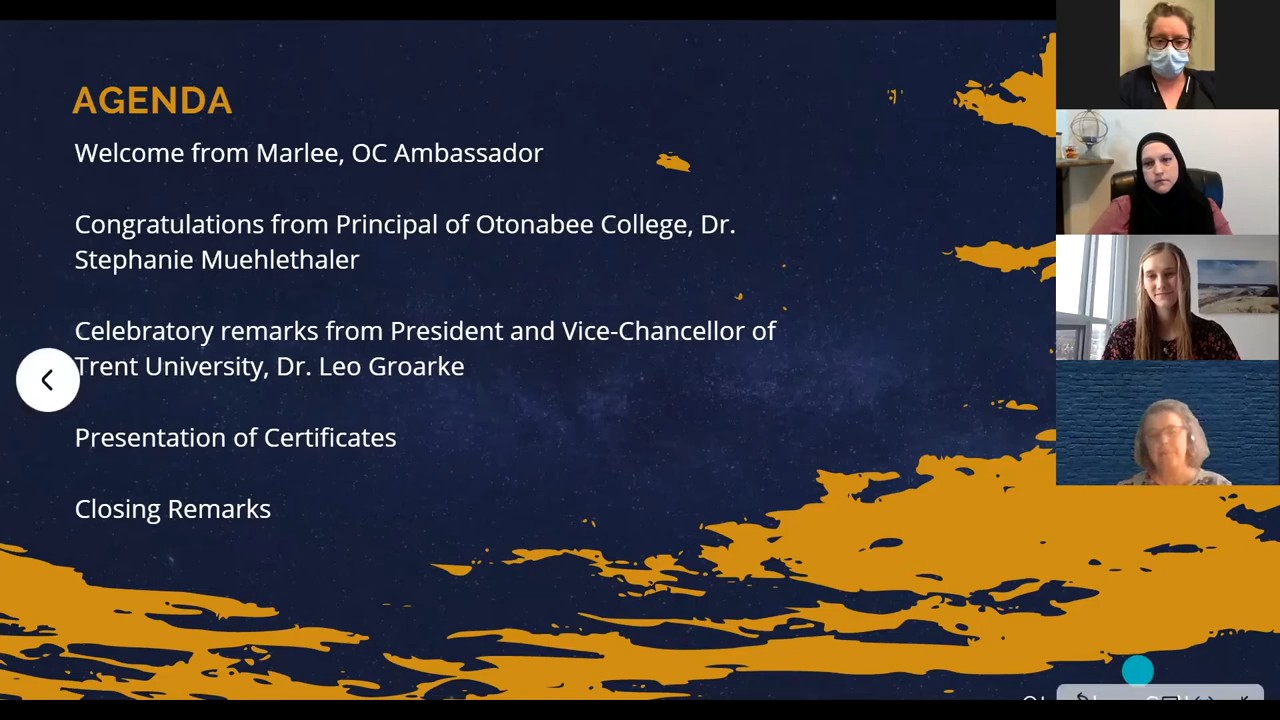 AGENDA
Welcome from Marlee, OC Ambassador
Congratulations from Principal of Otonabee College, Dr.
Stephanie Muehlethaler
Celebratory remarks from President and Vice-Chancellor of
Trent University, Dr. Leo Groarke
Presentation of Certificates
Closing Remarks